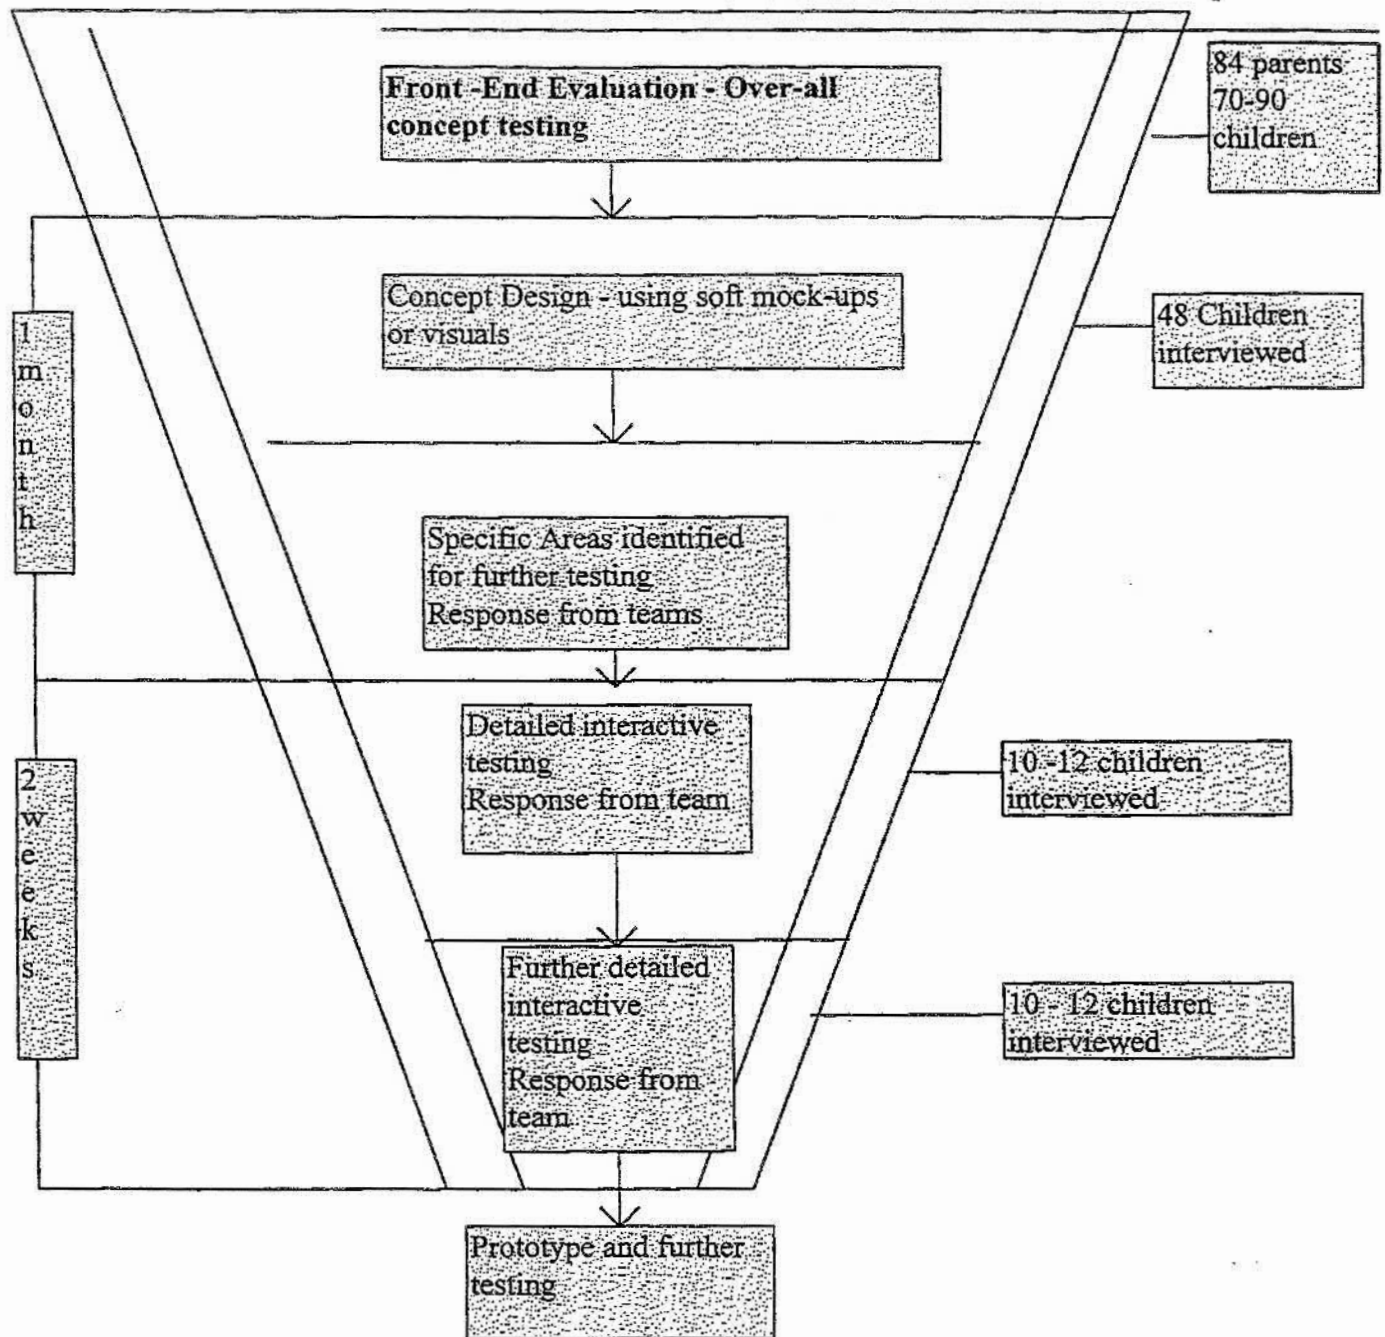 Front -End Evaluation - Over-all
concept testing
84 parents
70-90
children
Concept Design - using soft mock-ups
or visuals
48 Children
interviewed
1
m
o
n
t
h
Specific Areas identified
for further testing
Response from teams
Detailed interactive
testing
Response from team
10 -12 children
interviewed
2
w
e
e
k
s
Further detailed
interactive
testing
Response from
team
10 - 12 children
interviewed
Prototype and further
testing